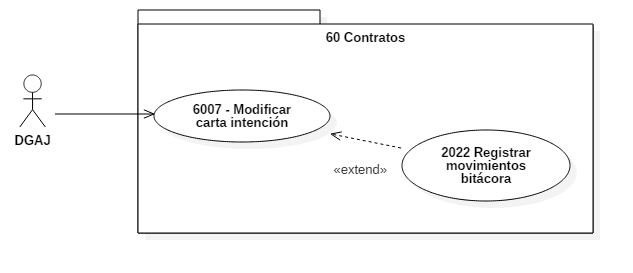 60 Contratos
6007 - Modificar
carta intención
DGAJ
2022 Registrar
movimientos
bitácora
«extend»